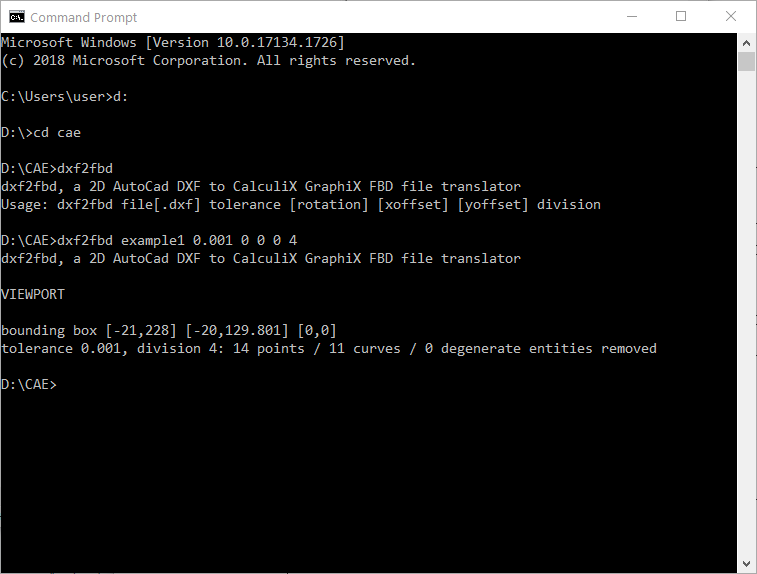 Command Prompt
Microsoft Windows [Version 10.0.17134.1726]
(c) 2018 Microsoft Corporation. All rights reserved.
C:\Users\user>d:
D:\>cd cae
D:\CAE>dxf2fbd
dxf2fbd, a 2D AutoCad DXF to CalculiX GraphiX FBD file translator
Usage: dxf2fbd file[.dxf] tolerance [rotation] [xoffset] [yoffset] division
D:\CAE>dxf2fbd example1 0.001 0 0 0 4
dxf2fbd, a 2D AutoCad DXF to CalculiX GraphiX FBD file translator
VIEWPORT
bounding box [-21,228] [-20,129.801] [0,0]
tolerance 0.001, division 4: 14 points / 11 curves / 0 degenerate entities removed
D:\CAE>